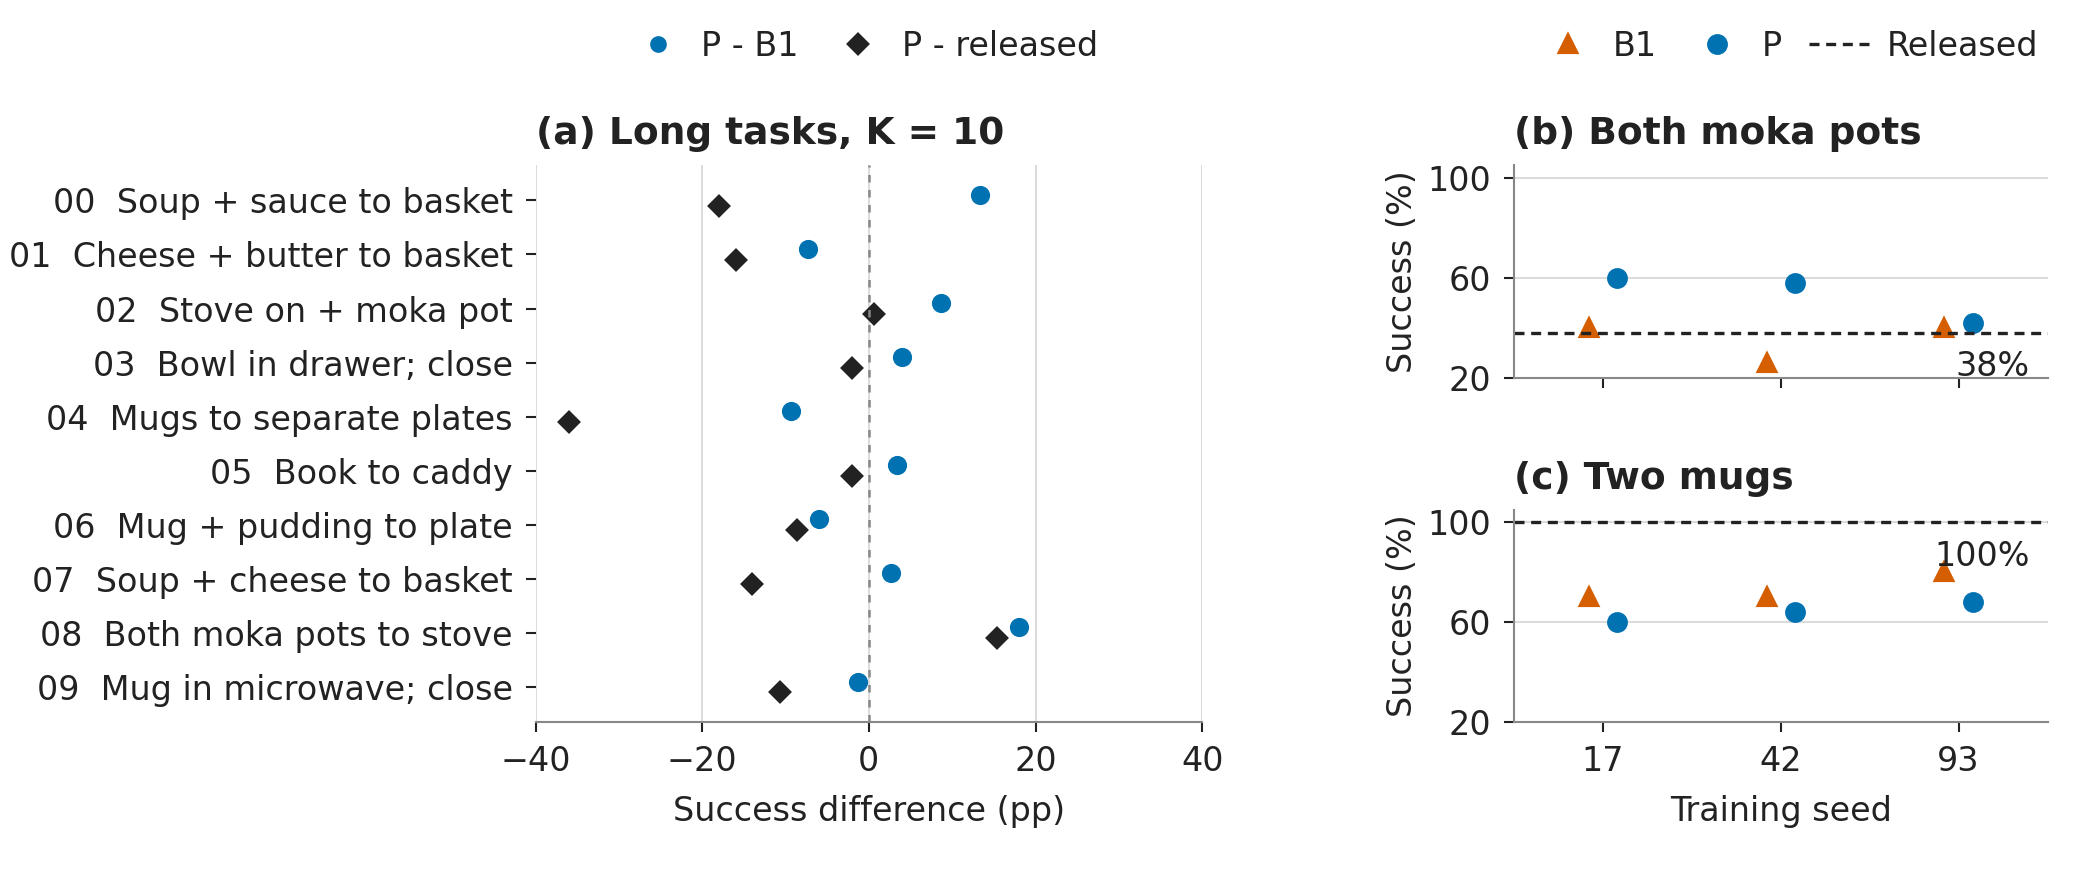 P - B1
P - released
B1
P
Released
(a) Long tasks, K = 10
00 Soup + sauce to basket
01 Cheese + butter to basket
02 Stove on + moka pot
03 Bowl in drawer; close
04 Mugs to separate plates
05 Book to caddy
06 Mug + pudding to plate
07 Soup + cheese to basket
08 Both moka pots to stove
09 Mug in microwave; close
−40
−20
0
20
40
Success difference (pp)
(b) Both moka pots
Success (%)
100
60
20
38%
(c) Two mugs
Success (%)
100
60
20
100%
17
42
93
Training seed